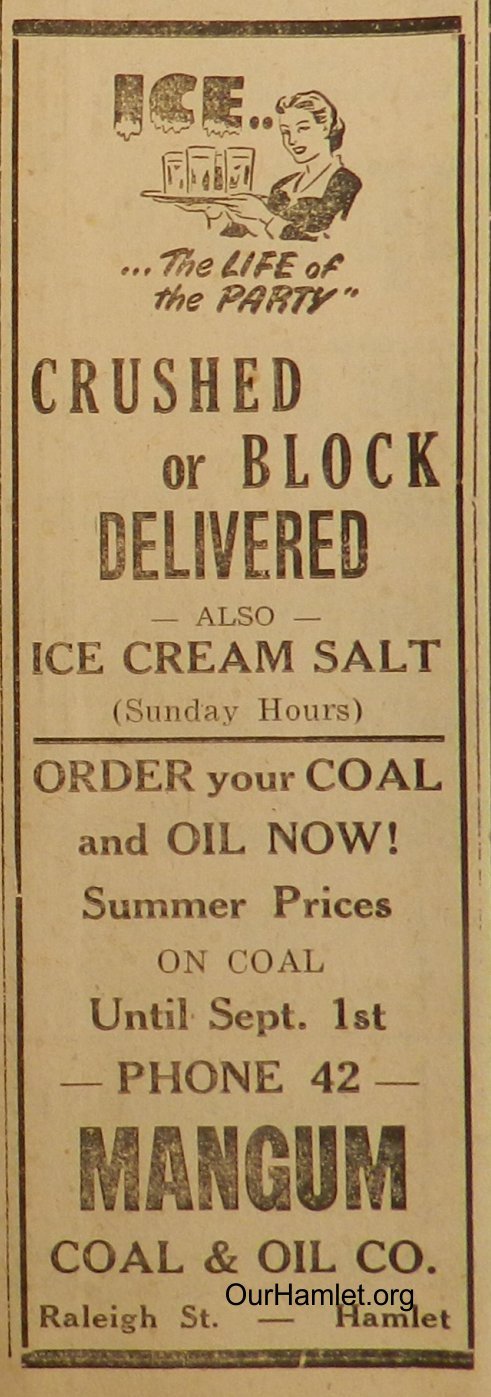 ICE..
...The LIFE of
the PARTY"
CRUSHED
or BLOCK
DELIVERED
— ALSO —
ICE CREAM SALT
(Sunday Hours)
ORDER your COAL
and OIL NOW!
Summer Prices
ON COAL
Until Sept. 1st
— PHONE 42 —
MANGUM
COAL & OIL CO.
OurHamlet.org
Raleigh St. — Hamlet